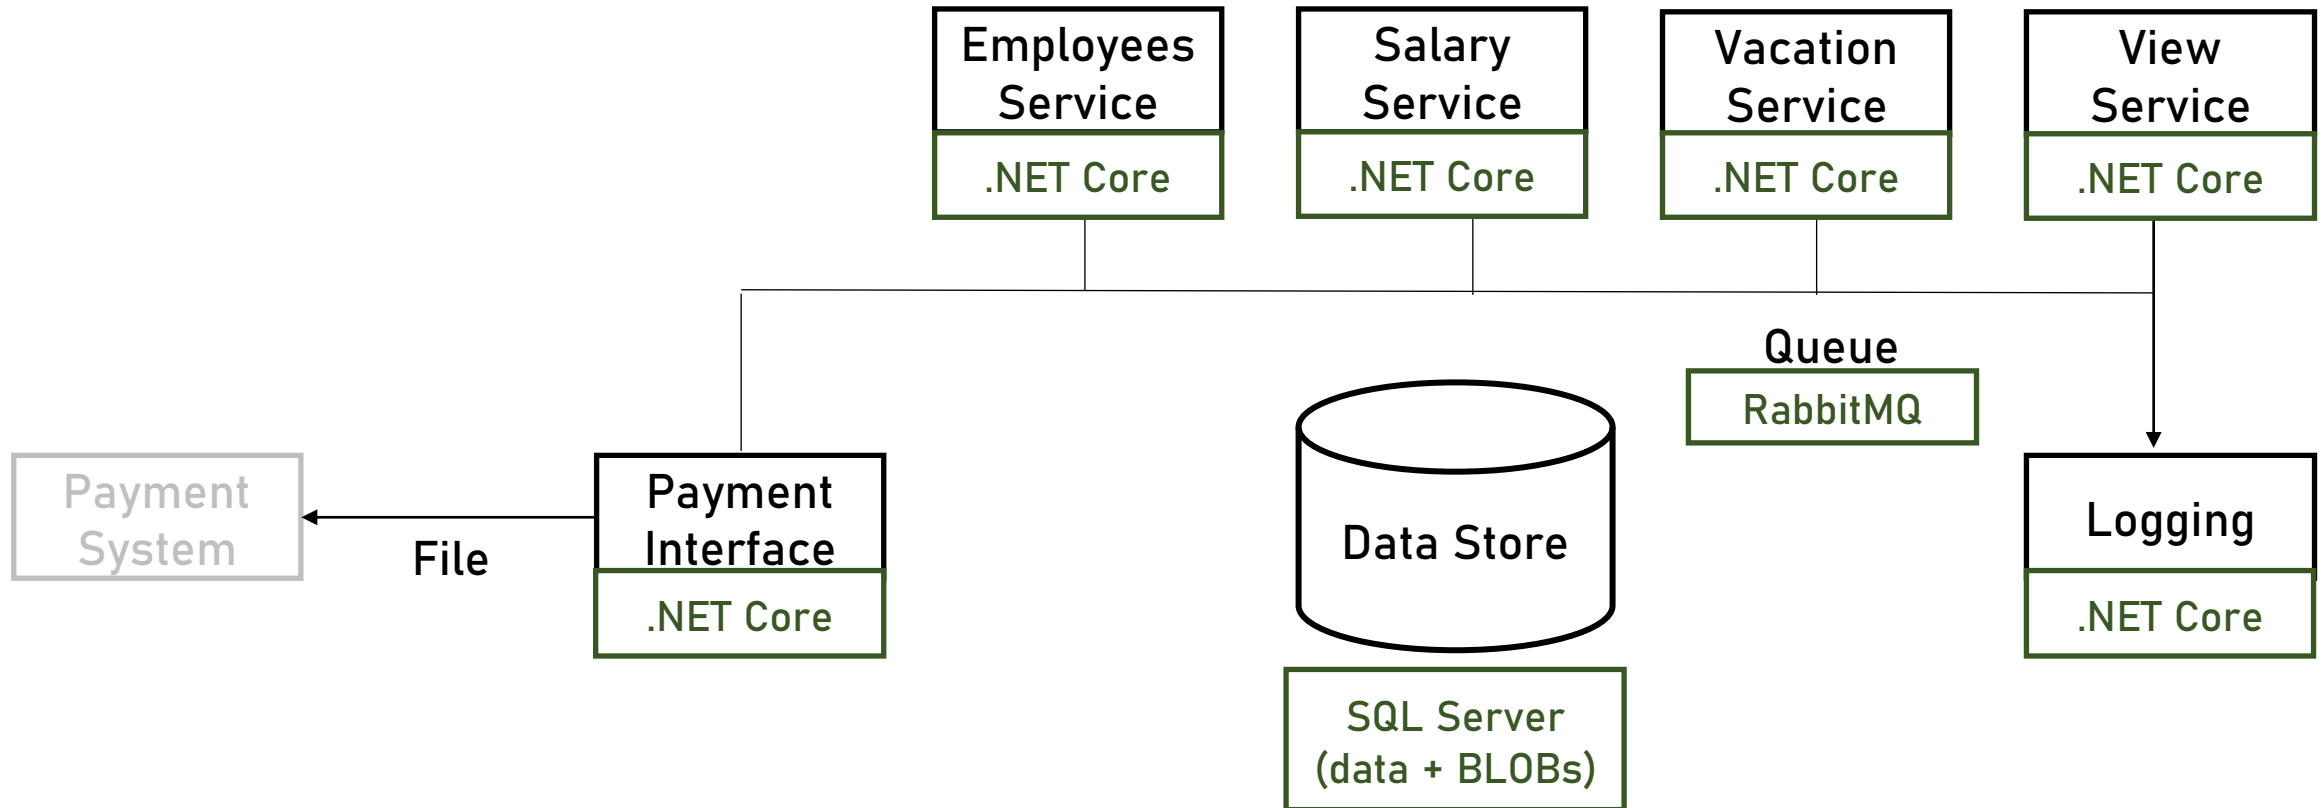 Employees
Service
.NET Core
Salary
Service
.NET Core
Vacation
Service
.NET Core
View
Service
.NET Core
Queue
RabbitMQ
Payment
System
File
Payment
Interface
.NET Core
Data Store
SQL Server
(data + BLOBs)
Logging
.NET Core